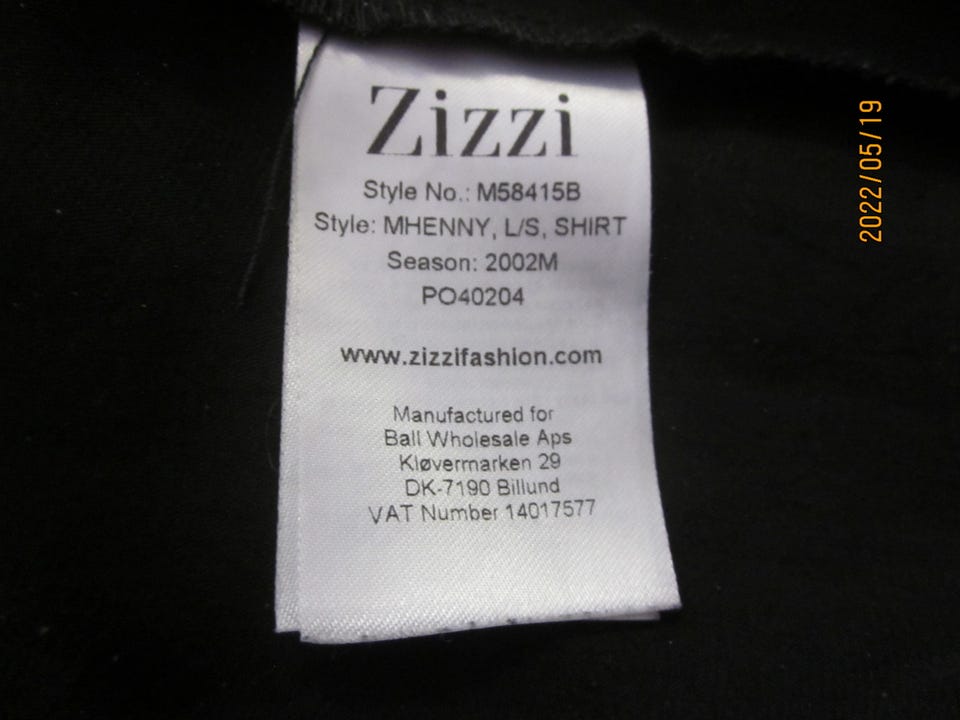 Zizzi
Style No.: M58415B
Style: MHENNY, L/S, SHIRT
Season: 2002M
PO40204
www.zizzifashion.com
Manufactured for
Ball Wholesale Aps
Kløvermarken 29
DK-7190 Billund
VAT Number 14017577
2022/05/19